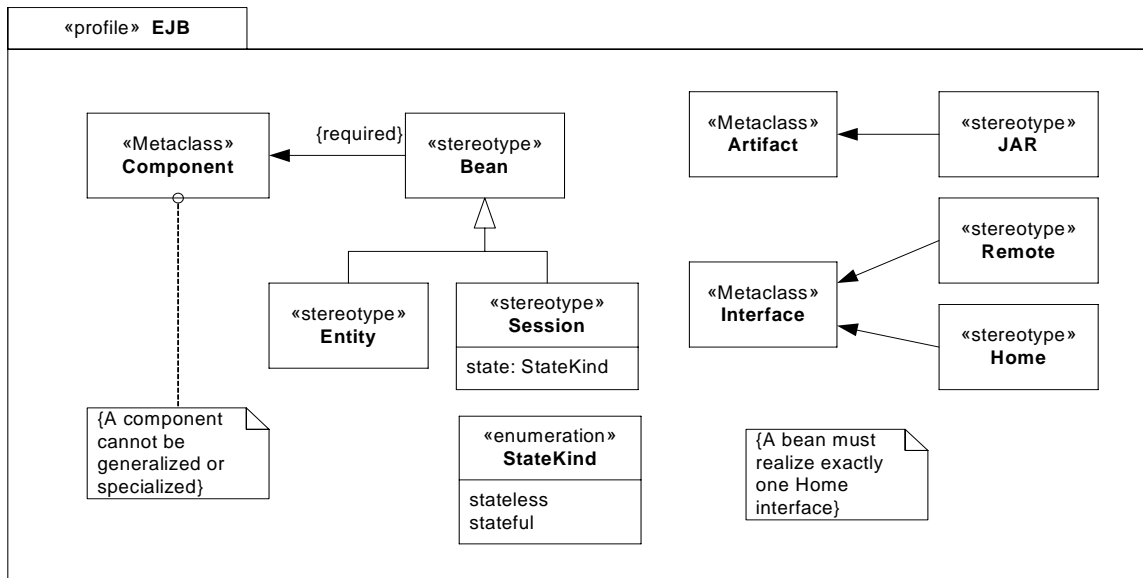 «profile» EJB
«Metaclass»
Component
{required}
«stereotype»
Bean
«Metaclass»
Artifact
«stereotype»
JAR
«stereotype»
Entity
«stereotype»
Session
state: StateKind
«Metaclass»
Interface
«stereotype»
Remote
«stereotype»
Home
{A component
cannot be
generalized or
specialized}
«enumeration»
StateKind
stateless
stateful
{A bean must
realize exactly
one Home
interface}